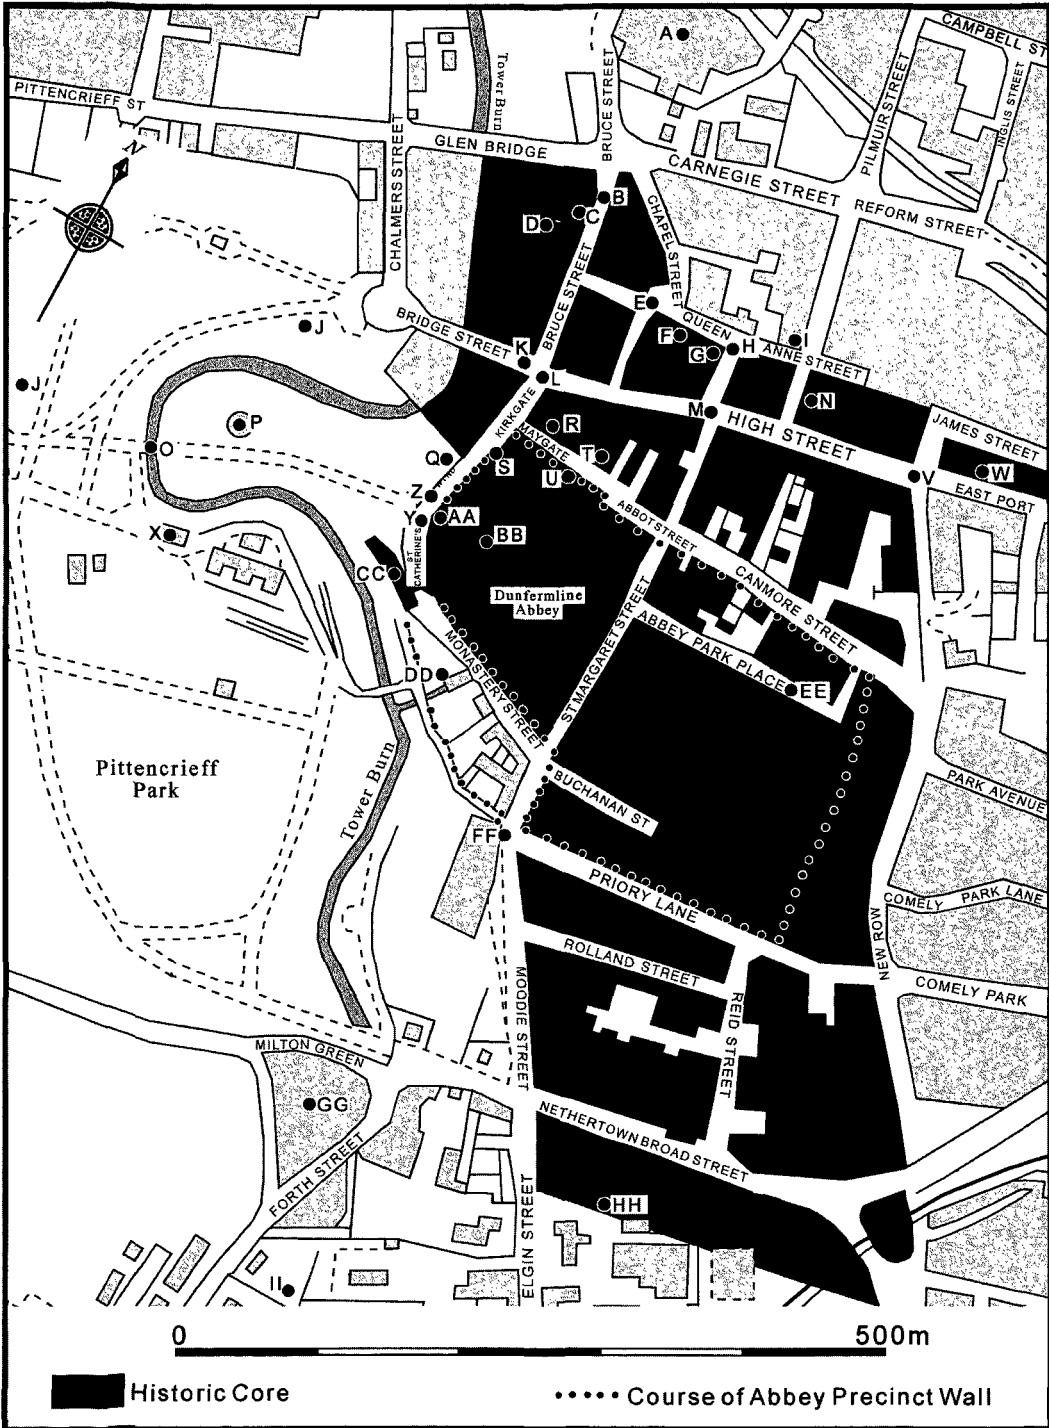 A
CAMPBELL ST
PITTENCRIEFF ST
N
Tower Burn
BRUCE STREET
PILMUIR STREET
INGLIS STREET
GLEN BRIDGE
CARNEGIE STREET
REFORM STREET
CHALMERS STREET
B
C
D
CHAPEL STREET
BRUCE STREET
E
J
BRIDGE STREET
QUEEN ANNE STREET
F
G
H
I
J
K
L
M
N
P
O
KIRKGATE
MAYGATE
HIGH STREET
JAMES STREET
R
S
T
U
Q
V
W
EAST PORT
Z
Y
AA
ABBOT STREET
X
ST CATHERINE'S
BB
CC
Dunfermline
Abbey
CANMORE STREET
ABBEY PARK PLACE
ST MARGARET STREET
MONASTERY STREET
DD
EE
Pittencrieff
Park
Tower Burn
BUCHANAN ST
PARK AVENUE
FF
PRIORY LANE
COMELY PARK LANE
NEW ROW
COMELY PARK
ROLLAND STREET
MOODIE STREET
REID STREET
MILTON GREEN
GG
NETHERTOWN BROAD STREET
FORTH STREET
HH
ELGIN STREET
II
0 500m
Historic Core
Course of Abbey Precinct Wall